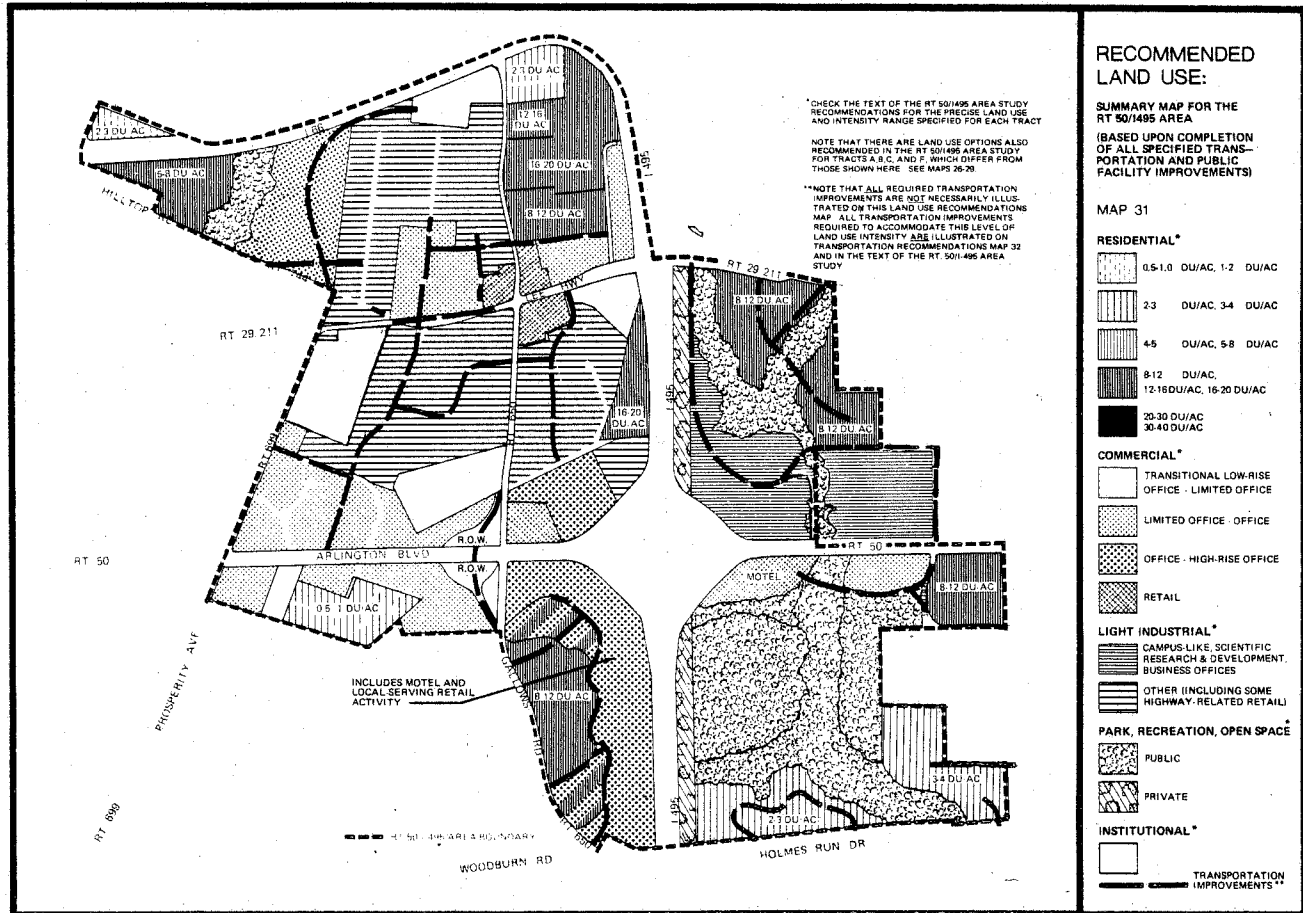 2-3 DU/AC
2-3 DU AC
I-66
12-16
DU/AC
16-20 DU/AC
8-12 DU/AC
5-8 DU/AC
HILLTOP
I-495
LEE HWY
RT 29 211
RT 29.211
8-12 DU/AC
8-12 DU AC
16-20
DU/AC
I-495
RT 650
RT 699
R.O.W.
R.O.W.
ARLINGTON BLVD
RT 50
RT 50
MOTEL
8-12 DU/AC
0.5-1 DU/AC
PROSPERITY AVE
INCLUDES MOTEL AND
LOCAL-SERVING RETAIL
ACTIVITY
GALLOWS RD
8-12 DU/AC
3-4 DU/AC
2-3 DU/AC
I-495
RT 650
RT 699
RT 50/I-495 AREA BOUNDARY
WOODBURN RD
HOLMES RUN DR
*CHECK THE TEXT OF THE RT 50/I495 AREA STUDY
RECOMMENDATIONS FOR THE PRECISE LAND USE
AND INTENSITY RANGE SPECIFIED FOR EACH TRACT
NOTE THAT THERE ARE LAND USE OPTIONS ALSO
RECOMMENDED IN THE RT 50/I495 AREA STUDY
FOR TRACTS A,B,C, AND F, WHICH DIFFER FROM
THOSE SHOWN HERE SEE MAPS 26-29.
**NOTE THAT ALL REQUIRED TRANSPORTATION
IMPROVEMENTS ARE NOT NECESSARILY ILLUS-
TRATED ON THIS LAND USE RECOMMENDATIONS
MAP ALL TRANSPORTATION IMPROVEMENTS
REQUIRED TO ACCOMMODATE THIS LEVEL OF
LAND USE INTENSITY ARE ILLUSTRATED ON
TRANSPORTATION RECOMMENDATIONS MAP 32
AND IN THE TEXT OF THE RT. 50/I-495 AREA
STUDY
RECOMMENDED
LAND USE:
SUMMARY MAP FOR THE
RT 50/I495 AREA
(BASED UPON COMPLETION
OF ALL SPECIFIED TRANS-
PORTATION AND PUBLIC
FACILITY IMPROVEMENTS)
MAP 31
RESIDENTIAL*
0.5-1.0 DU/AC, 1-2 DU/AC
2-3 DU/AC, 3-4 DU/AC
4-5 DU/AC, 5-8 DU/AC
8-12 DU/AC,
12-16 DU/AC, 16-20 DU/AC
20-30 DU/AC
30-40 DU/AC
COMMERCIAL*
TRANSITIONAL LOW-RISE
OFFICE - LIMITED OFFICE
LIMITED OFFICE - OFFICE
OFFICE - HIGH-RISE OFFICE
RETAIL
LIGHT INDUSTRIAL*
CAMPUS-LIKE, SCIENTIFIC
RESEARCH & DEVELOPMENT,
BUSINESS OFFICES
OTHER (INCLUDING SOME
HIGHWAY-RELATED RETAIL)
PARK, RECREATION, OPEN SPACE*
PUBLIC
PRIVATE
INSTITUTIONAL*
TRANSPORTATION
IMPROVEMENTS**